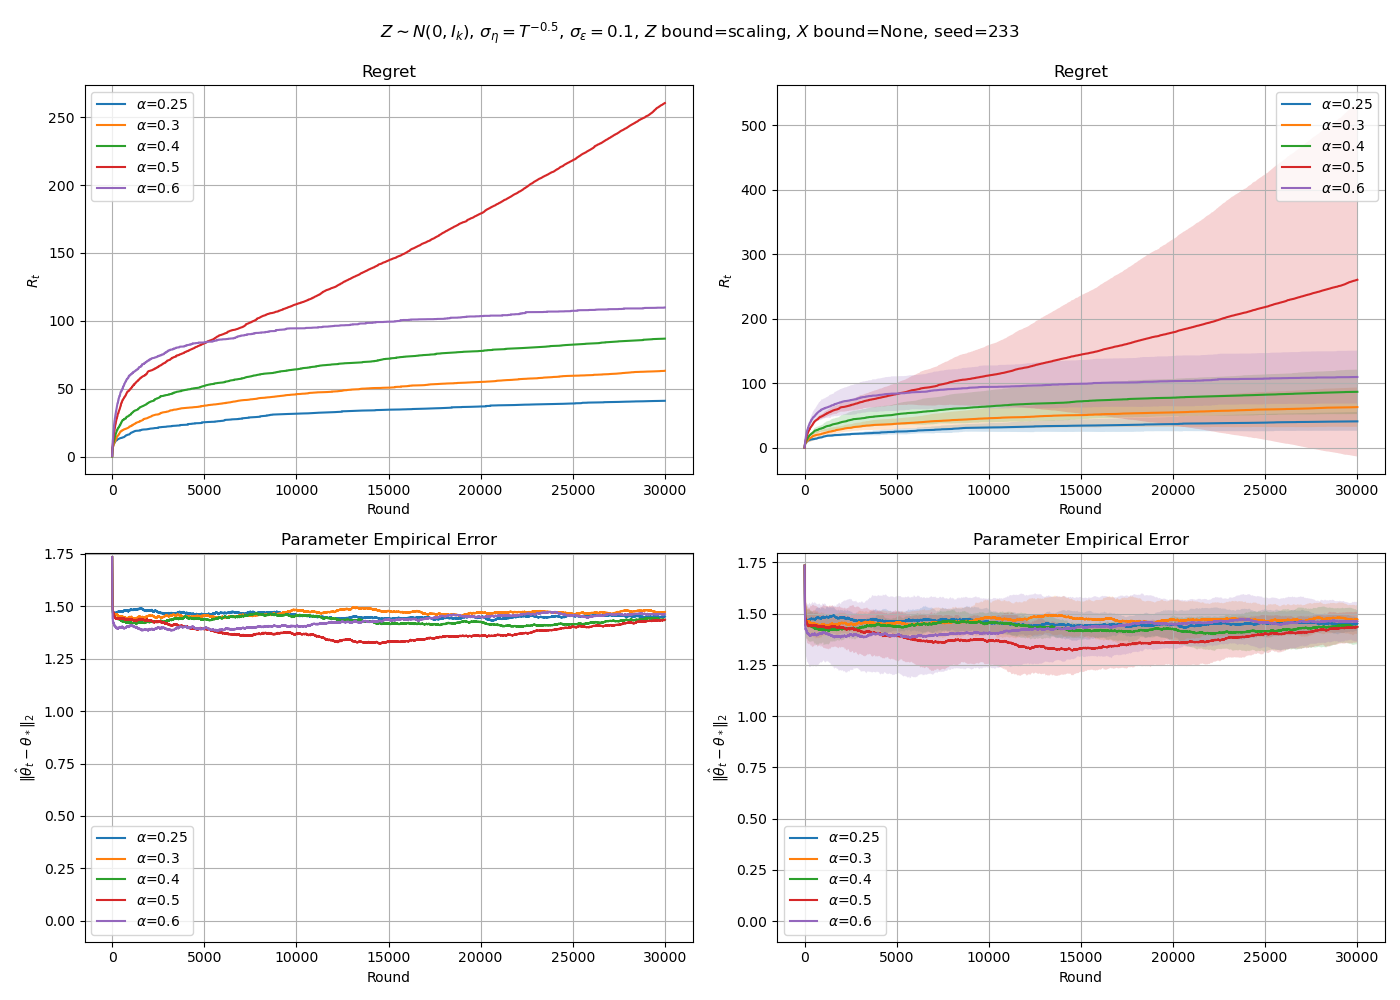 Z ∼ N(0, I_k), σ_η = T^{−0.5}, σ_ε = 0.1, Z bound=scaling, X bound=None, seed=233
Regret
R_t
250
200
150
100
50
0
0 5000 10000 15000 20000 25000 30000
Round
α=0.25
α=0.3
α=0.4
α=0.5
α=0.6
Regret
R_t
500
400
300
200
100
0
0 5000 10000 15000 20000 25000 30000
Round
α=0.25
α=0.3
α=0.4
α=0.5
α=0.6
Parameter Empirical Error
‖θ̂_t − θ_*‖_2
1.75
1.50
1.25
1.00
0.75
0.50
0.25
0.00
α=0.25
α=0.3
α=0.4
α=0.5
α=0.6
0 5000 10000 15000 20000 25000 30000
Round
Parameter Empirical Error
‖θ̂_t − θ_*‖_2
1.75
1.50
1.25
1.00
0.75
0.50
0.25
0.00
α=0.25
α=0.3
α=0.4
α=0.5
α=0.6
0 5000 10000 15000 20000 25000 30000
Round